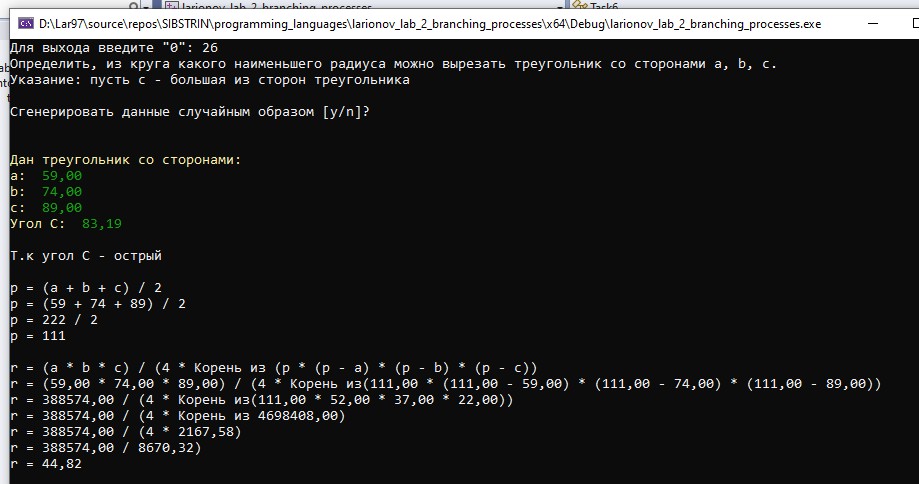 larionov_lab_2_branching_processes
Task6
D:\Lar97\source\repos\SIBSTRIN\programming_languages\larionov_lab_2_branching_processes\x64\Debug\larionov_lab_2_branching_processes.exe
Для выхода введите "0": 26
Определить, из круга какого наименьшего радиуса можно вырезать треугольник со сторонами a, b, c.
Указание: пусть c - большая из сторон треугольника
Сгенерировать данные случайным образом [y/n]?
Дан треугольник со сторонами:
a: 59,00
b: 74,00
c: 89,00
Угол C: 83,19
Т.к угол C - острый
p = (a + b + c) / 2
p = (59 + 74 + 89) / 2
p = 222 / 2
p = 111
r = (a * b * c) / (4 * Корень из (p * (p - a) * (p - b) * (p - c))
r = (59,00 * 74,00 * 89,00) / (4 * Корень из(111,00 * (111,00 - 59,00) * (111,00 - 74,00) * (111,00 - 89,00))
r = 388574,00 / (4 * Корень из(111,00 * 52,00 * 37,00 * 22,00))
r = 388574,00 / (4 * Корень из 4698408,00)
r = 388574,00 / (4 * 2167,58)
r = 388574,00 / 8670,32)
r = 44,82